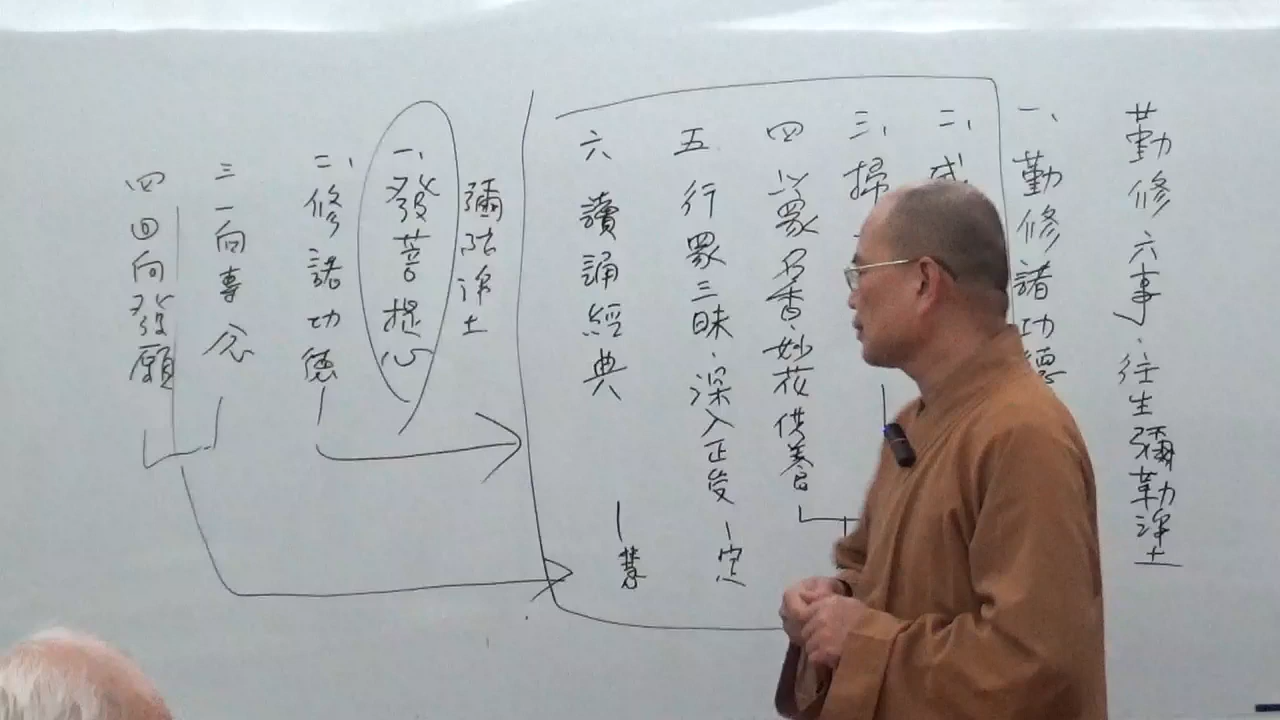 勤修六事,往生彌勒淨土
一、勤修諸功德
二、威
三、掃
四 以眾名香、妙花供養
五 行眾三昧.深入正受 — 定
六 讀誦經典 — 慧
彌陀淨土
一、發菩提心
二、修諸功德
三 一向專念
四 回向發願